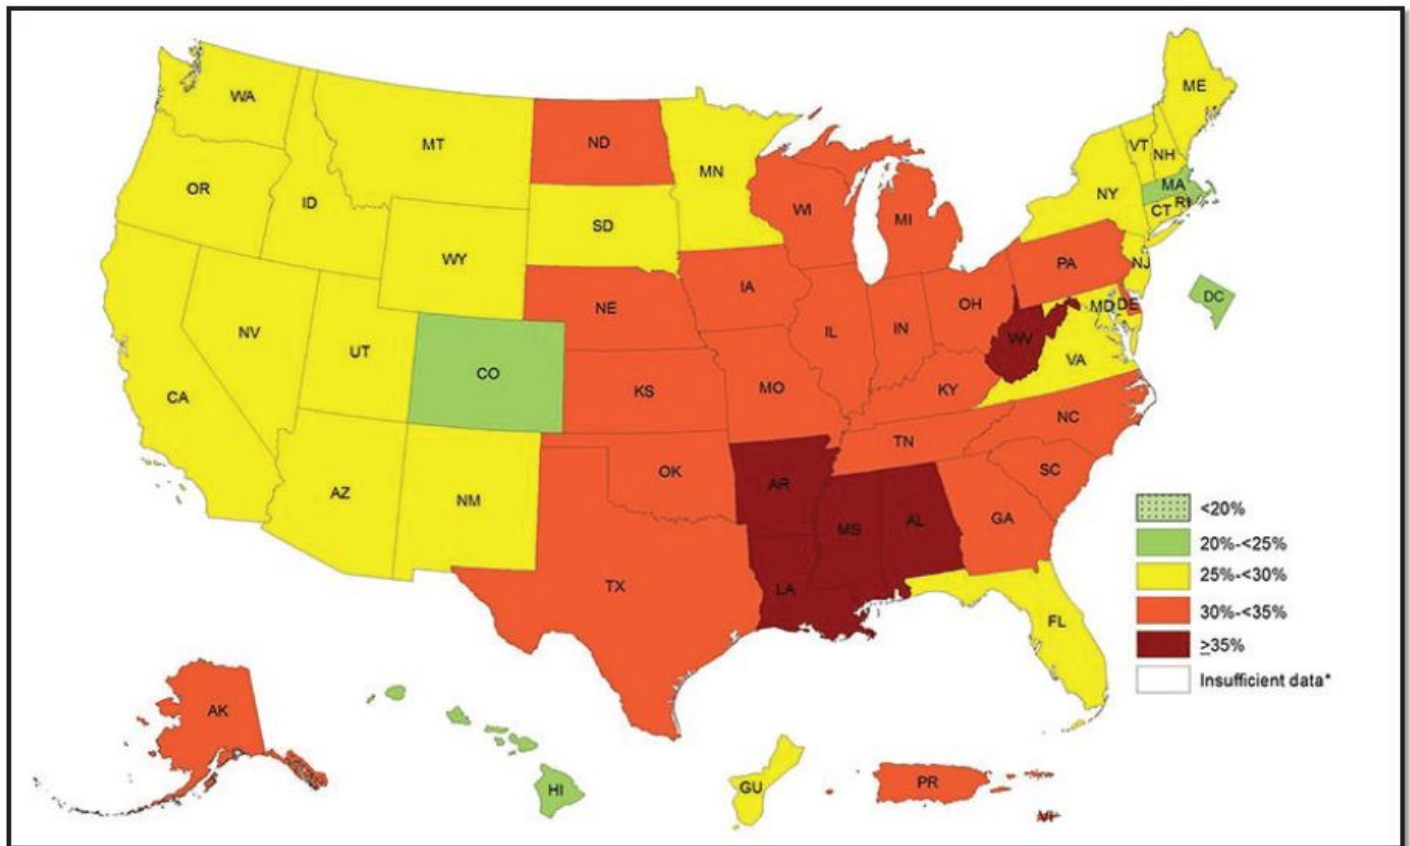 WA
MT
ND
MN
ME
VT
NH
OR
ID
SD
WI
MI
NY
MA
RI
CT
WY
IA
PA
NJ
NE
OH
MD
DE
DC
NV
UT
CO
IL
IN
WV
VA
CA
KS
MO
KY
NC
TN
AZ
NM
OK
AR
SC
MS
AL
GA
TX
LA
FL
<20%
20%-<25%
25%-<30%
30%-<35%
≥35%
Insufficient data*
AK
HI
GU
PR
VI